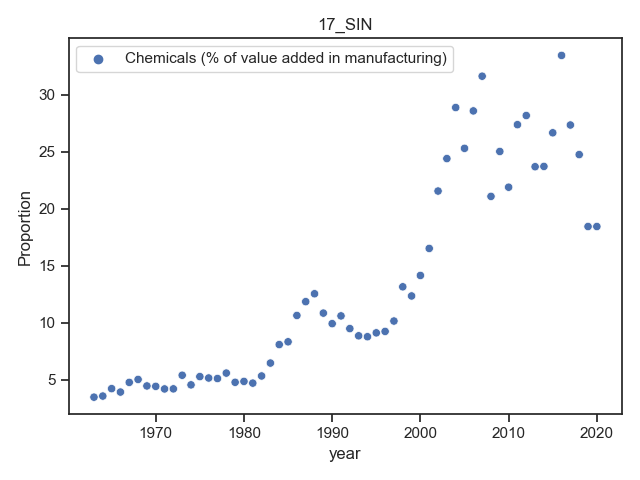 17_SIN
Chemicals (% of value added in manufacturing)
Proportion
30
25
20
15
10
5
1970 1980 1990 2000 2010 2020
year